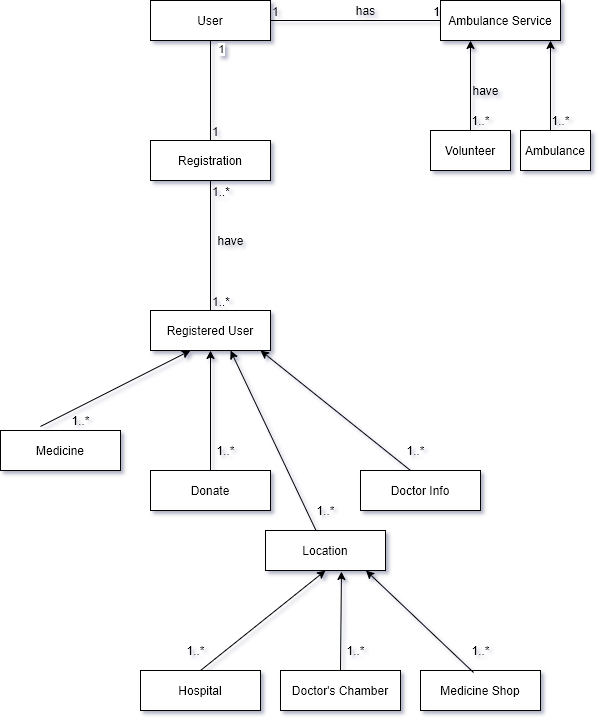 User
1
has
1
Ambulance Service
1
have
1..*
1..*
Volunteer
Ambulance
1
Registration
1..*
have
1..*
Registered User
1..*
Medicine
1..*
1..*
Donate
Doctor Info
1..*
Location
1..*
1..*
1..*
Hospital
Doctor's Chamber
Medicine Shop